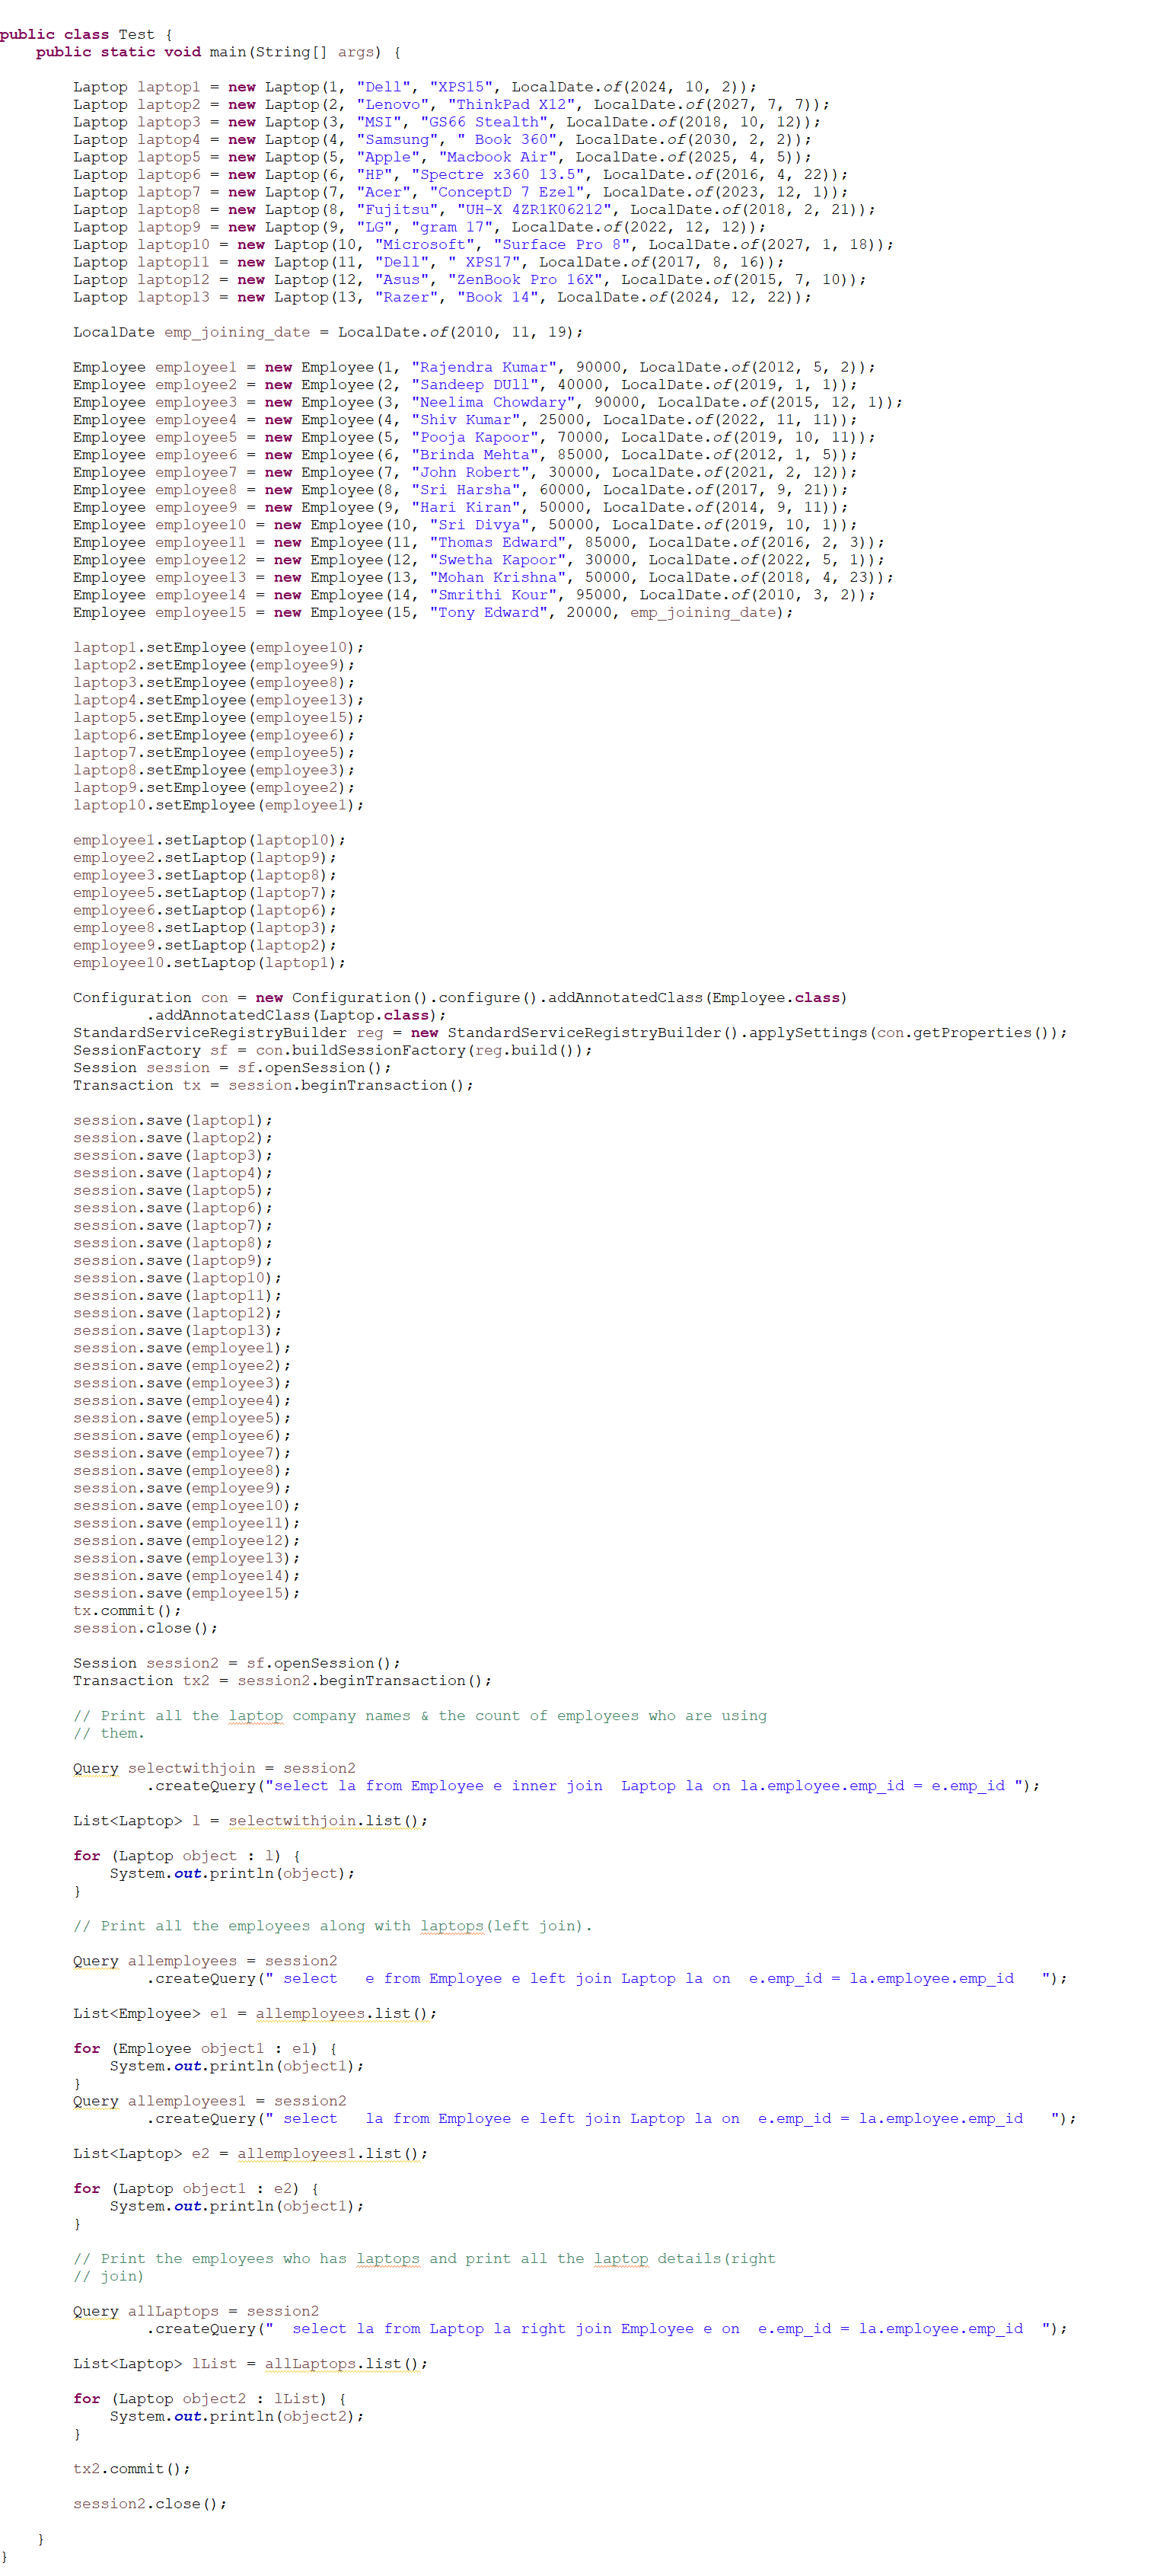 public class Test {
    public static void main(String[] args) {

        Laptop laptop1 = new Laptop(1, "Dell", "XPS15", LocalDate.of(2024, 10, 2));
        Laptop laptop2 = new Laptop(2, "Lenovo", "ThinkPad X12", LocalDate.of(2027, 7, 7));
        Laptop laptop3 = new Laptop(3, "MSI", "GS66 Stealth", LocalDate.of(2018, 10, 12));
        Laptop laptop4 = new Laptop(4, "Samsung", " Book 360", LocalDate.of(2030, 2, 2));
        Laptop laptop5 = new Laptop(5, "Apple", "Macbook Air", LocalDate.of(2025, 4, 5));
        Laptop laptop6 = new Laptop(6, "HP", "Spectre x360 13.5", LocalDate.of(2016, 4, 22));
        Laptop laptop7 = new Laptop(7, "Acer", "ConceptD 7 Ezel", LocalDate.of(2023, 12, 1));
        Laptop laptop8 = new Laptop(8, "Fujitsu", "UH-X 4ZR1K06212", LocalDate.of(2018, 2, 21));
        Laptop laptop9 = new Laptop(9, "LG", "gram 17", LocalDate.of(2022, 12, 12));
        Laptop laptop10 = new Laptop(10, "Microsoft", "Surface Pro 8", LocalDate.of(2027, 1, 18));
        Laptop laptop11 = new Laptop(11, "Dell", " XPS17", LocalDate.of(2017, 8, 16));
        Laptop laptop12 = new Laptop(12, "Asus", "ZenBook Pro 16X", LocalDate.of(2015, 7, 10));
        Laptop laptop13 = new Laptop(13, "Razer", "Book 14", LocalDate.of(2024, 12, 22));

        LocalDate emp_joining_date = LocalDate.of(2010, 11, 19);

        Employee employee1 = new Employee(1, "Rajendra Kumar", 90000, LocalDate.of(2012, 5, 2));
        Employee employee2 = new Employee(2, "Sandeep DUll", 40000, LocalDate.of(2019, 1, 1));
        Employee employee3 = new Employee(3, "Neelima Chowdary", 90000, LocalDate.of(2015, 12, 1));
        Employee employee4 = new Employee(4, "Shiv Kumar", 25000, LocalDate.of(2022, 11, 11));
        Employee employee5 = new Employee(5, "Pooja Kapoor", 70000, LocalDate.of(2019, 10, 11));
        Employee employee6 = new Employee(6, "Brinda Mehta", 85000, LocalDate.of(2012, 1, 5));
        Employee employee7 = new Employee(7, "John Robert", 30000, LocalDate.of(2021, 2, 12));
        Employee employee8 = new Employee(8, "Sri Harsha", 60000, LocalDate.of(2017, 9, 21));
        Employee employee9 = new Employee(9, "Hari Kiran", 50000, LocalDate.of(2014, 9, 11));
        Employee employee10 = new Employee(10, "Sri Divya", 50000, LocalDate.of(2019, 10, 1));
        Employee employee11 = new Employee(11, "Thomas Edward", 85000, LocalDate.of(2016, 2, 3));
        Employee employee12 = new Employee(12, "Swetha Kapoor", 30000, LocalDate.of(2022, 5, 1));
        Employee employee13 = new Employee(13, "Mohan Krishna", 50000, LocalDate.of(2018, 4, 23));
        Employee employee14 = new Employee(14, "Smrithi Kour", 95000, LocalDate.of(2010, 3, 2));
        Employee employee15 = new Employee(15, "Tony Edward", 20000, emp_joining_date);

        laptop1.setEmployee(employee10);
        laptop2.setEmployee(employee9);
        laptop3.setEmployee(employee8);
        laptop4.setEmployee(employee13);
        laptop5.setEmployee(employee15);
        laptop6.setEmployee(employee6);
        laptop7.setEmployee(employee5);
        laptop8.setEmployee(employee3);
        laptop9.setEmployee(employee2);
        laptop10.setEmployee(employee1);

        employee1.setLaptop(laptop10);
        employee2.setLaptop(laptop9);
        employee3.setLaptop(laptop8);
        employee5.setLaptop(laptop7);
        employee6.setLaptop(laptop6);
        employee8.setLaptop(laptop3);
        employee9.setLaptop(laptop2);
        employee10.setLaptop(laptop1);

        Configuration con = new Configuration().configure().addAnnotatedClass(Employee.class)
                .addAnnotatedClass(Laptop.class);
        StandardServiceRegistryBuilder reg = new StandardServiceRegistryBuilder().applySettings(con.getProperties());
        SessionFactory sf = con.buildSessionFactory(reg.build());
        Session session = sf.openSession();
        Transaction tx = session.beginTransaction();

        session.save(laptop1);
        session.save(laptop2);
        session.save(laptop3);
        session.save(laptop4);
        session.save(laptop5);
        session.save(laptop6);
        session.save(laptop7);
        session.save(laptop8);
        session.save(laptop9);
        session.save(laptop10);
        session.save(laptop11);
        session.save(laptop12);
        session.save(laptop13);
        session.save(employee1);
        session.save(employee2);
        session.save(employee3);
        session.save(employee4);
        session.save(employee5);
        session.save(employee6);
        session.save(employee7);
        session.save(employee8);
        session.save(employee9);
        session.save(employee10);
        session.save(employee11);
        session.save(employee12);
        session.save(employee13);
        session.save(employee14);
        session.save(employee15);
        tx.commit();
        session.close();

        Session session2 = sf.openSession();
        Transaction tx2 = session2.beginTransaction();

        // Print all the laptop company names & the count of employees who are using
        // them.

        Query selectwithjoin = session2
                .createQuery("select la from Employee e inner join  Laptop la on la.employee.emp_id = e.emp_id ");

        List<Laptop> l = selectwithjoin.list();

        for (Laptop object : l) {
            System.out.println(object);
        }

        // Print all the employees along with laptops(left join).

        Query allemployees = session2
                .createQuery(" select   e from Employee e left join Laptop la on  e.emp_id = la.employee.emp_id   ");

        List<Employee> e1 = allemployees.list();

        for (Employee object1 : e1) {
            System.out.println(object1);
        }
        Query allemployees1 = session2
                .createQuery(" select   la from Employee e left join Laptop la on  e.emp_id = la.employee.emp_id   ");

        List<Laptop> e2 = allemployees1.list();

        for (Laptop object1 : e2) {
            System.out.println(object1);
        }

        // Print the employees who has laptops and print all the laptop details(right
        // join)

        Query allLaptops = session2
                .createQuery("  select la from Laptop la right join Employee e on  e.emp_id = la.employee.emp_id  ");

        List<Laptop> lList = allLaptops.list();

        for (Laptop object2 : lList) {
            System.out.println(object2);
        }

        tx2.commit();

        session2.close();

    }
}